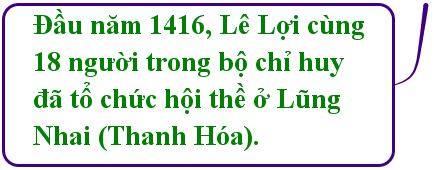 Đầu năm 1416, Lê Lợi cùng
18 người trong bộ chỉ huy
đã tổ chức hội thề ở Lũng
Nhai (Thanh Hóa).